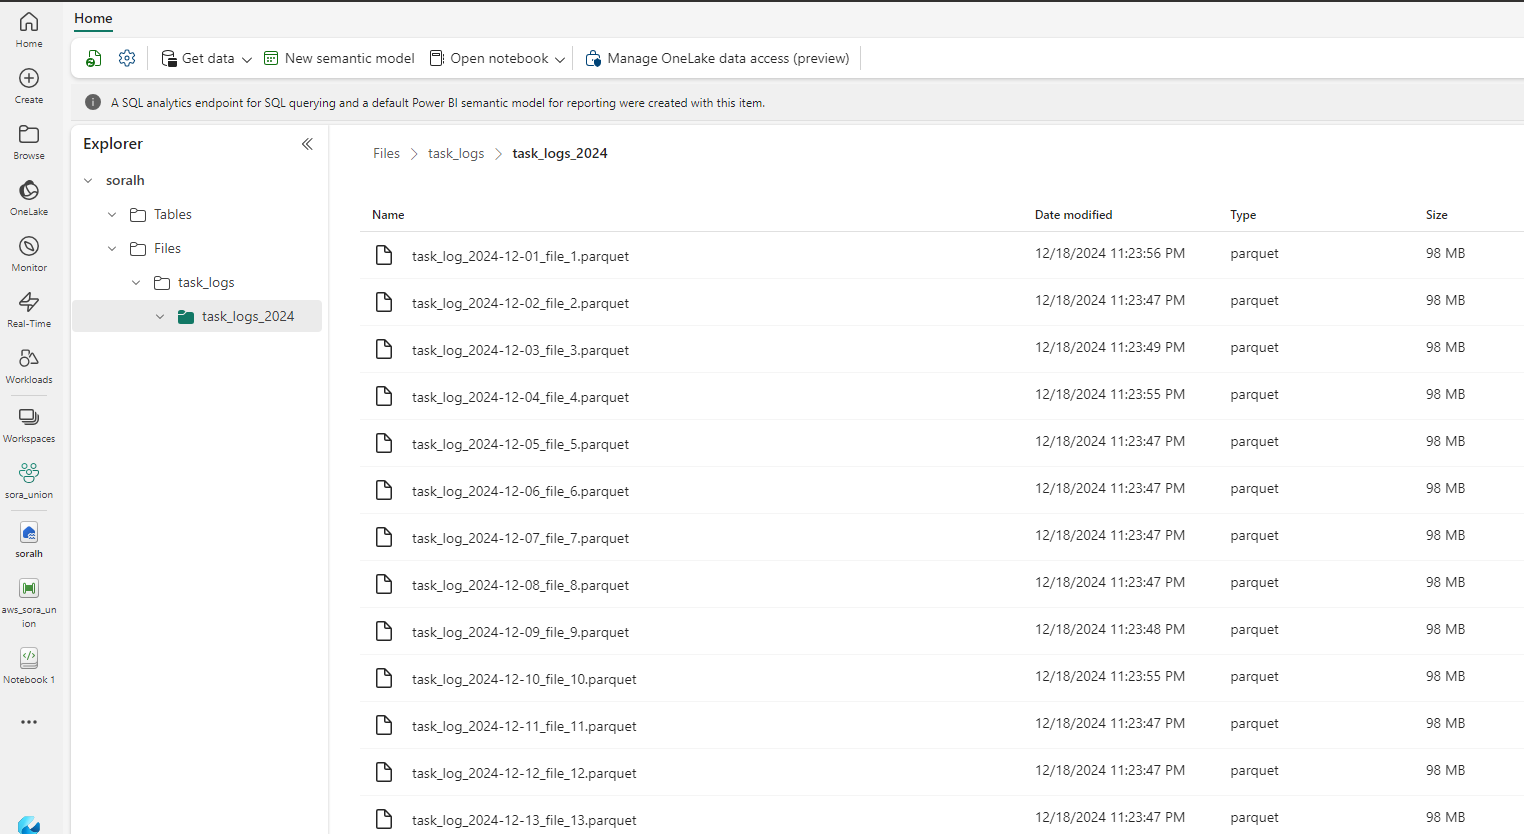 Home
Home
Get data
New semantic model
Open notebook
Manage OneLake data access (preview)
Create
A SQL analytics endpoint for SQL querying and a default Power BI semantic model for reporting were created with this item.
Browse
OneLake
Monitor
Real-Time
Workloads
Workspaces
sora_union
soralh
aws_sora_un
ion
Notebook 1
Explorer
soralh
Tables
Files
task_logs
task_logs_2024
Files task_logs task_logs_2024
Name Date modified Type Size
task_log_2024-12-01_file_1.parquet 12/18/2024 11:23:56 PM parquet 98 MB
task_log_2024-12-02_file_2.parquet 12/18/2024 11:23:47 PM parquet 98 MB
task_log_2024-12-03_file_3.parquet 12/18/2024 11:23:49 PM parquet 98 MB
task_log_2024-12-04_file_4.parquet 12/18/2024 11:23:55 PM parquet 98 MB
task_log_2024-12-05_file_5.parquet 12/18/2024 11:23:47 PM parquet 98 MB
task_log_2024-12-06_file_6.parquet 12/18/2024 11:23:47 PM parquet 98 MB
task_log_2024-12-07_file_7.parquet 12/18/2024 11:23:47 PM parquet 98 MB
task_log_2024-12-08_file_8.parquet 12/18/2024 11:23:47 PM parquet 98 MB
task_log_2024-12-09_file_9.parquet 12/18/2024 11:23:48 PM parquet 98 MB
task_log_2024-12-10_file_10.parquet 12/18/2024 11:23:55 PM parquet 98 MB
task_log_2024-12-11_file_11.parquet 12/18/2024 11:23:47 PM parquet 98 MB
task_log_2024-12-12_file_12.parquet 12/18/2024 11:23:47 PM parquet 98 MB
task_log_2024-12-13_file_13.parquet 12/18/2024 11:23:47 PM parquet 98 MB